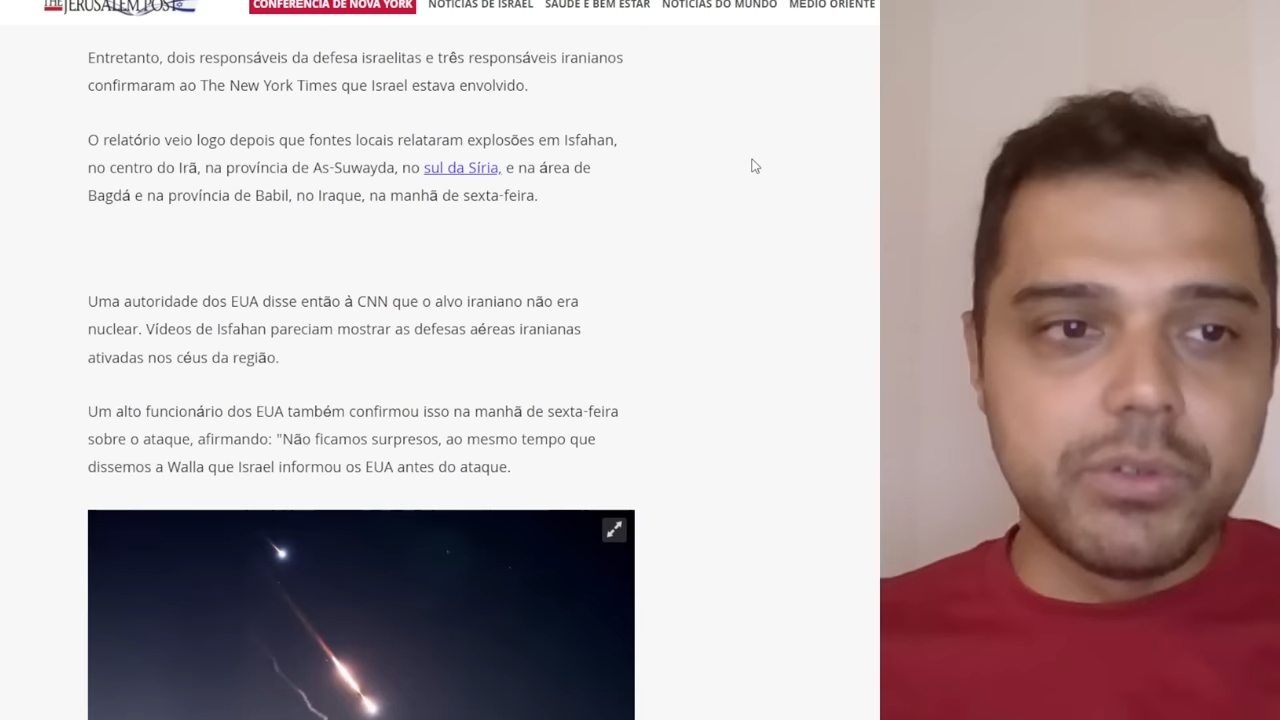 THE JERUSALEM POST
CONFERÊNCIA DE NOVA YORK NOTÍCIAS DE ISRAEL SAÚDE E BEM ESTAR NOTÍCIAS DO MUNDO MÉDIO ORIENTE
Entretanto, dois responsáveis da defesa israelitas e três responsáveis iranianos
confirmaram ao The New York Times que Israel estava envolvido.
O relatório veio logo depois que fontes locais relataram explosões em Isfahan,
no centro do Irã, na província de As-Suwayda, no sul da Síria, e na área de
Bagdá e na província de Babil, no Iraque, na manhã de sexta-feira.
Uma autoridade dos EUA disse então à CNN que o alvo iraniano não era
nuclear. Vídeos de Isfahan pareciam mostrar as defesas aéreas iranianas
ativadas nos céus da região.
Um alto funcionário dos EUA também confirmou isso na manhã de sexta-feira
sobre o ataque, afirmando: "Não ficamos surpresos, ao mesmo tempo que
dissemos a Walla que Israel informou os EUA antes do ataque.